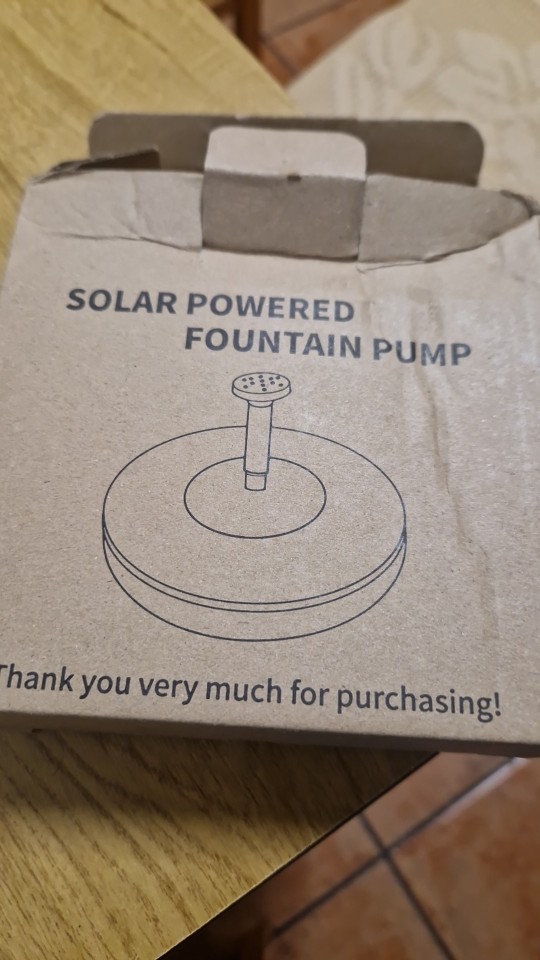 SOLAR POWERED
FOUNTAIN PUMP
Thank you very much for purchasing!